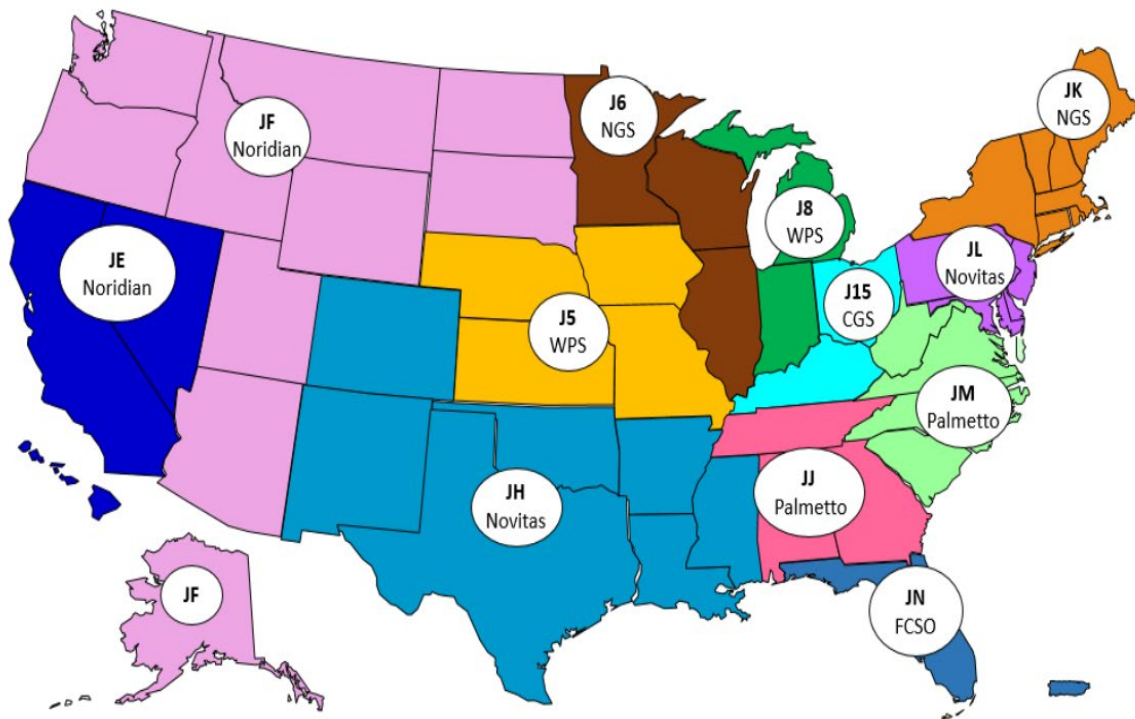 JF
Noridian
J6
NGS
JK
NGS
J8
WPS
JE
Noridian
JL
Novitas
J15
CGS
J5
WPS
JM
Palmetto
JH
Novitas
JJ
Palmetto
JF
JN
FCSO